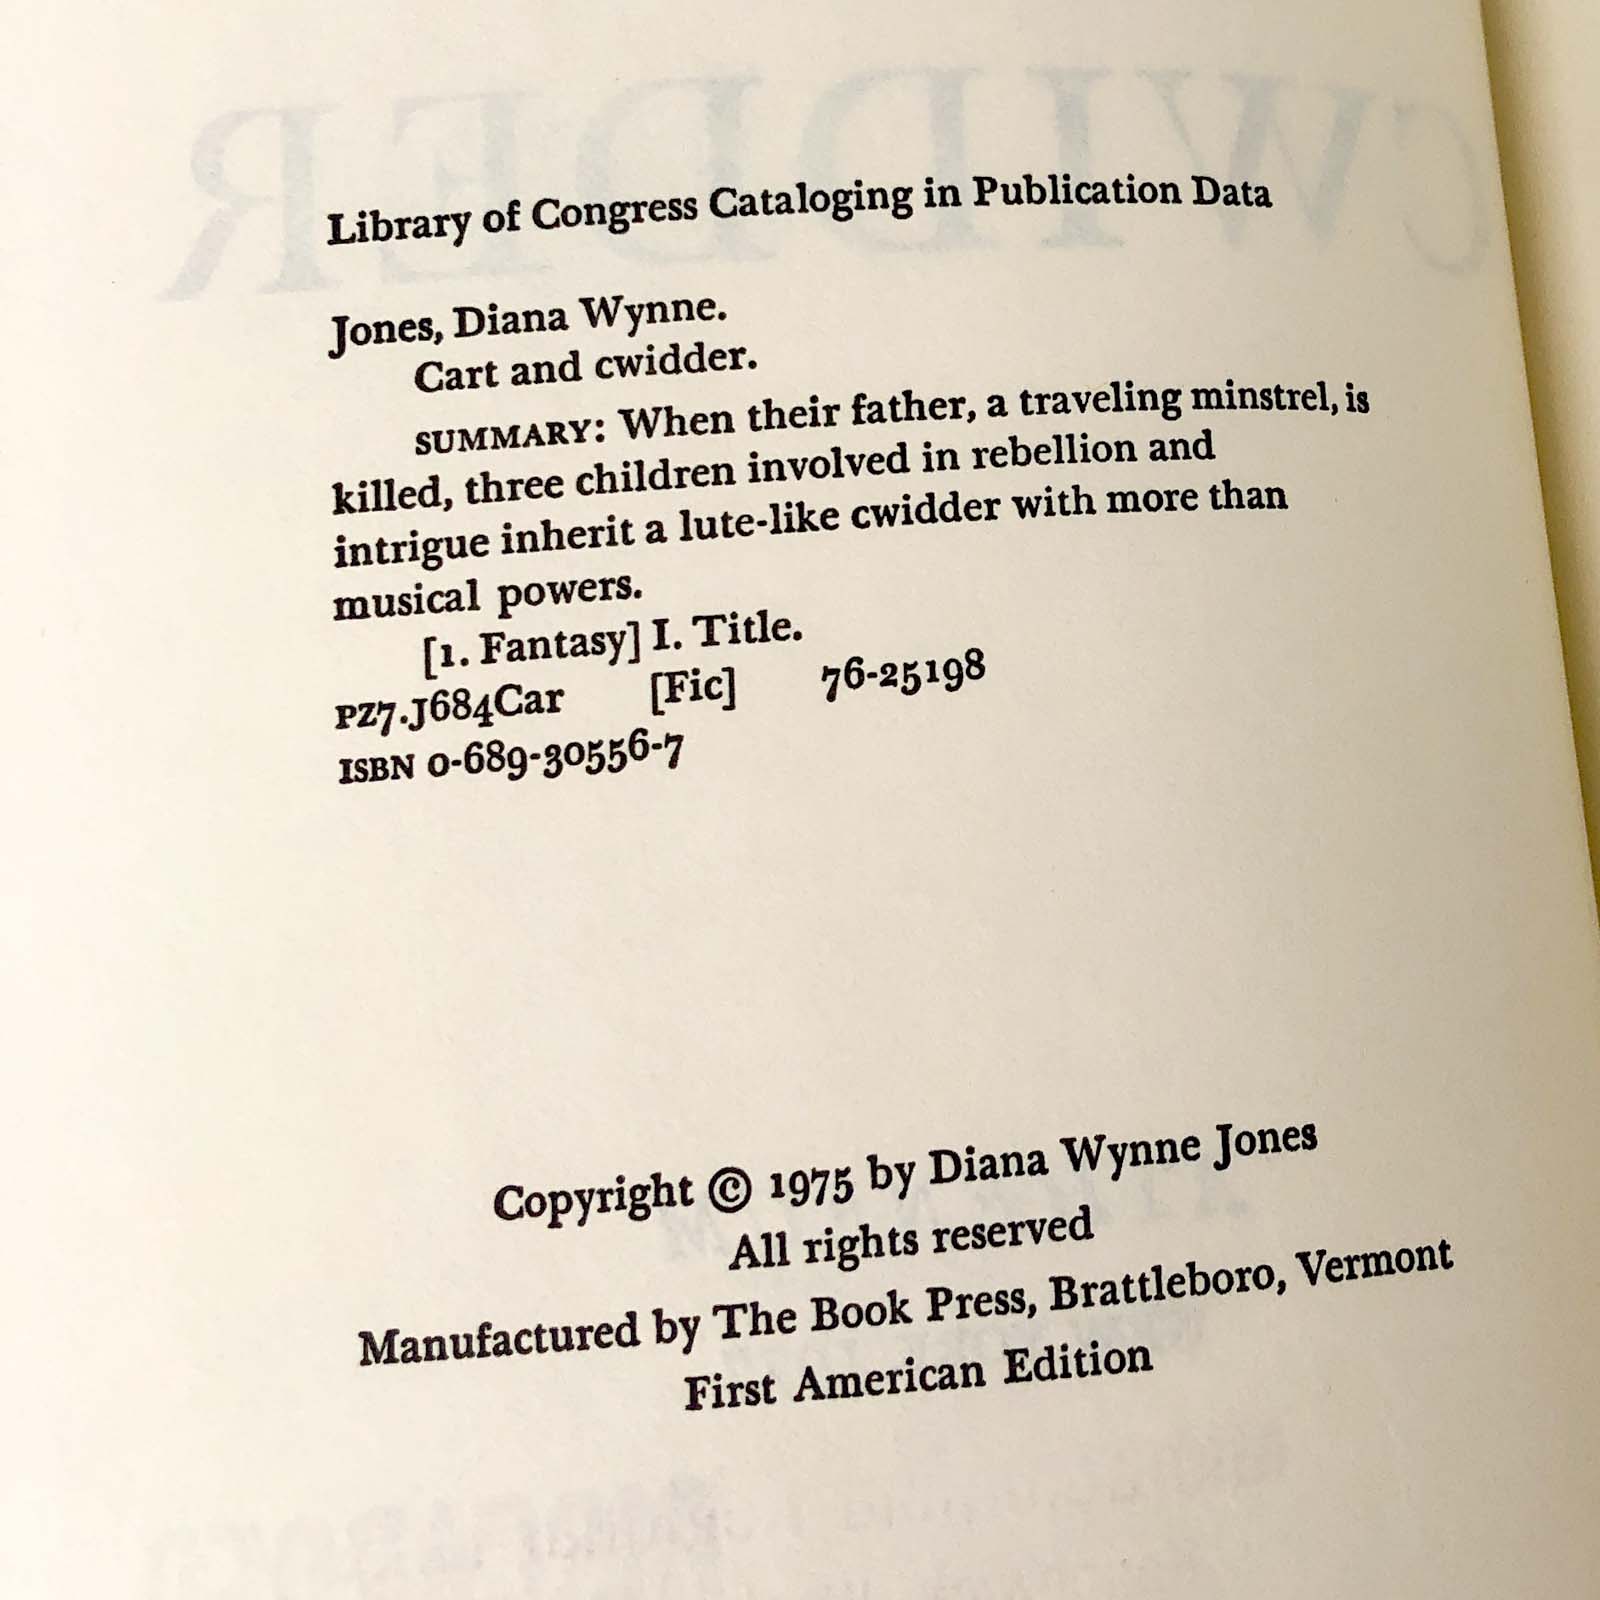 Library of Congress Cataloging in Publication Data
Jones, Diana Wynne.
Cart and cwidder.
SUMMARY: When their father, a traveling minstrel, is
killed, three children involved in rebellion and
intrigue inherit a lute-like cwidder with more than
musical powers.
[1. Fantasy] I. Title.
PZ7.J684Car [Fic] 76-25198
ISBN 0-689-30556-7
Copyright © 1975 by Diana Wynne Jones
All rights reserved
Manufactured by The Book Press, Brattleboro, Vermont
First American Edition